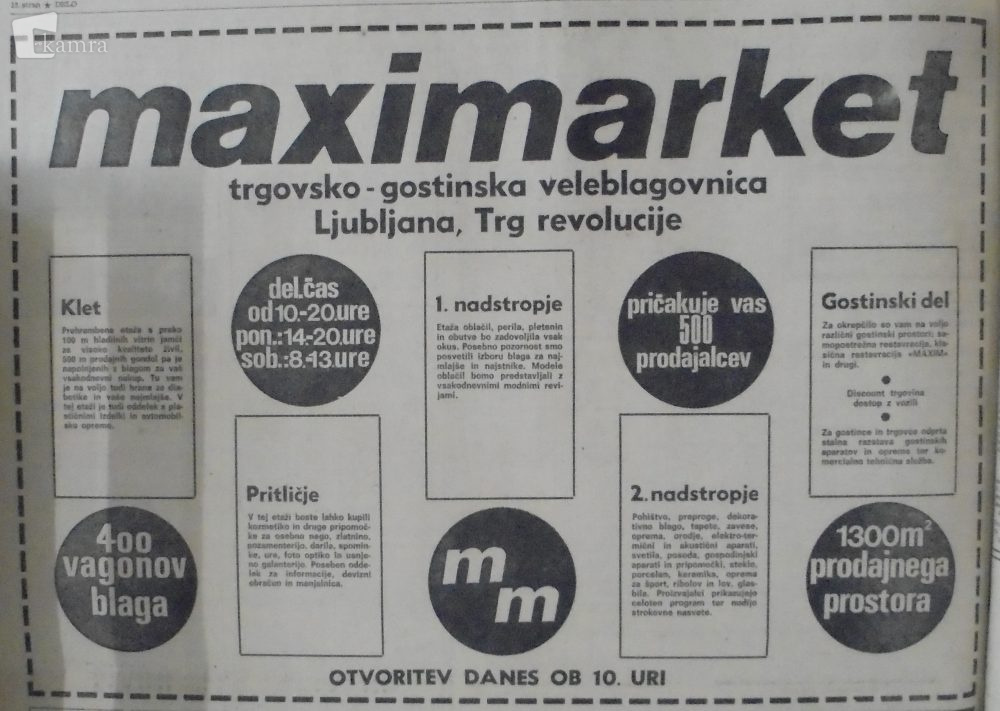 23. stran ★ DELO
kamra
maximarket
trgovsko-gostinska veleblagovnica
Ljubljana, Trg revolucije
Klet
Prehrambena etaža s preko
100 m hladilnih vitrin jamči
za visoko kvaliteto živil,
500 m prodajnih gondol pa je
napolnjenih z blagom za vaš
vsakodnevni nakup. Tu vam
je na voljo tudi hrana za dia-
betike in vaše najmlajše. V
tej etaži je tudi oddelek s pla-
stičnimi izdelki in avtomobil-
sko opremo.
del.čas
od 10-20.ure
pon.:14-20.ure
sob.:8.-13.ure
1. nadstropje
Etaža oblačil, perila, pletenin
in obutve bo zadovoljila vsak
okus. Posebno pozornost smo
posvetili izboru blaga za naj-
mlajše in najstnike. Modele
oblačil bomo predstavljali z
vsakodnevnimi modnimi revi-
jami.
pričakuje vas
500
prodajalcev
Gostinski del
Za okrepčilo so vam na voljo
različni gostinski prostori; sa-
mopostrežna restavracija, kla-
sična restavracija «MAXIM»
in drugi.
Discount trgovina
dostop z vozili
Za gostince in trgovce odprta
stalna razstava gostinskih
aparatov in opreme ter ko-
mercialno tehnična služba.
400
vagonov
blaga
Pritličje
V tej etaži boste lahko kupili
kozmetiko in druge pripomoč-
ke za osebno nego, zlatnino,
pozamenterijo, darila, spomin-
ke, ure, foto optiko in usnje-
no galanterijo. Poseben odde-
lek za informacije, devizni
obračun in menjalnica.
m
m
2. nadstropje
Pohištvo, preproge, dekora-
tivno blago, tapete, zavese,
oprema, orodje, elektro-ter-
mični in akustični aparati,
svetila, posoda, gospodinjski
aparati in pripomočki, steklo,
porcelan, keramika, oprema
za šport, ribolov in lov, glas-
bila. Proizvajalci prikazujejo
celoten program ter nudijo
strokovne nasvete.
1300m²
prodajnega
prostora
OTVORITEV DANES OB 10. URI